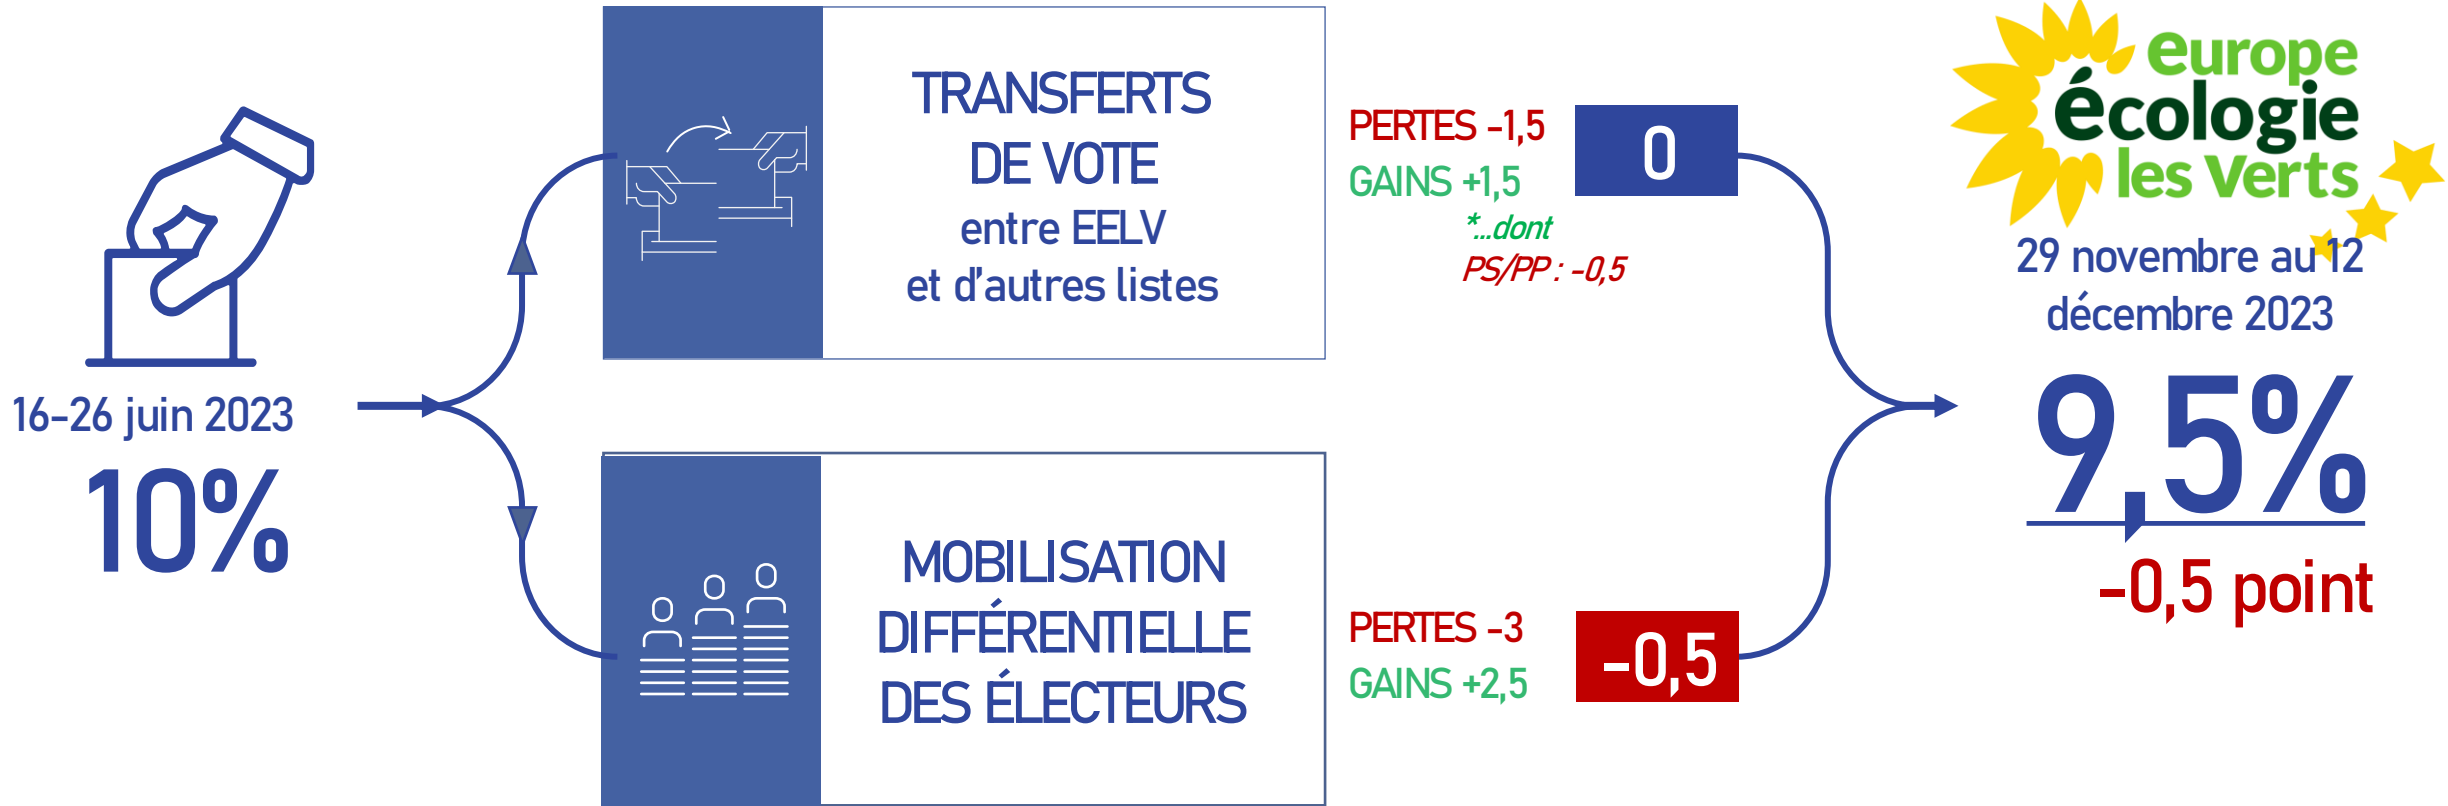 16-26 juin 2023
10%
TRANSFERTS
DE VOTE
entre EELV
et d'autres listes
PERTES -1,5
GAINS +1,5
*...dont
PS/PP : -0,5
0
MOBILISATION
DIFFÉRENTIELLE
DES ÉLECTEURS
PERTES -3
GAINS +2,5
-0,5
europe
écologie
les verts
29 novembre au 12
décembre 2023
9,5%
-0,5 point